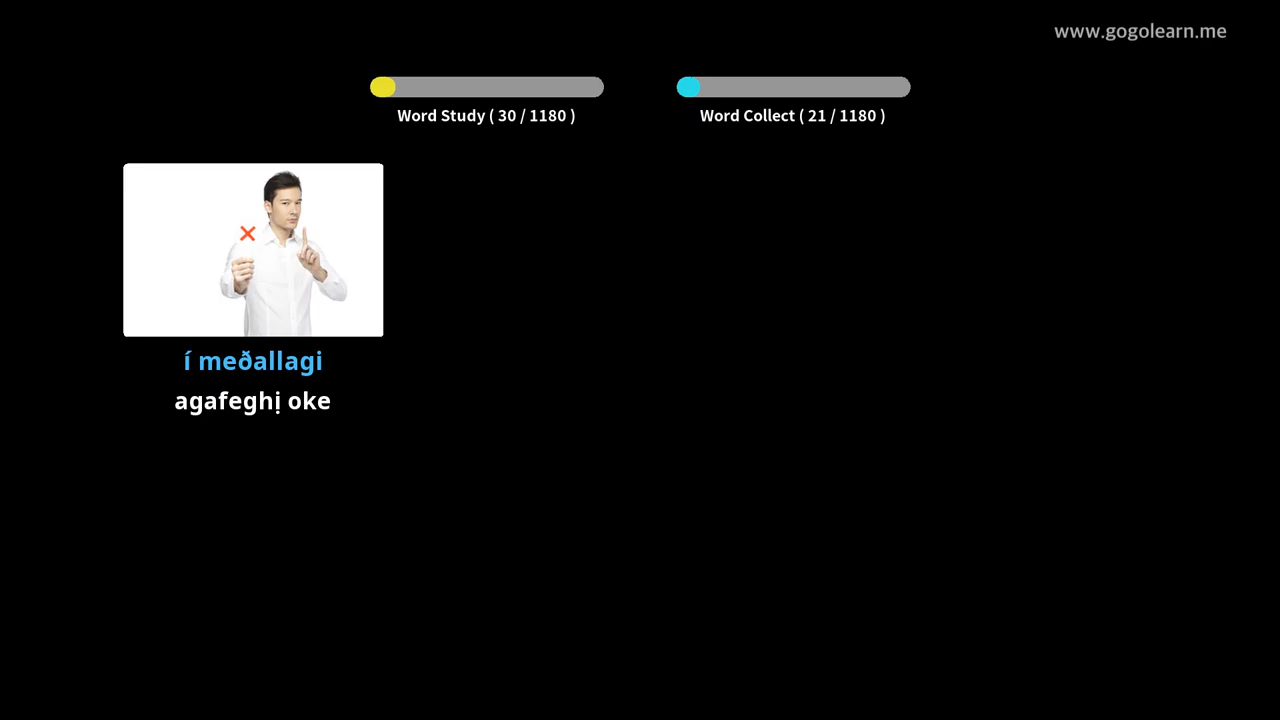 www.gogolearn.me
Word Study ( 30 / 1180 )
Word Collect ( 21 / 1180 )
í meðallagi
agafeghị oke